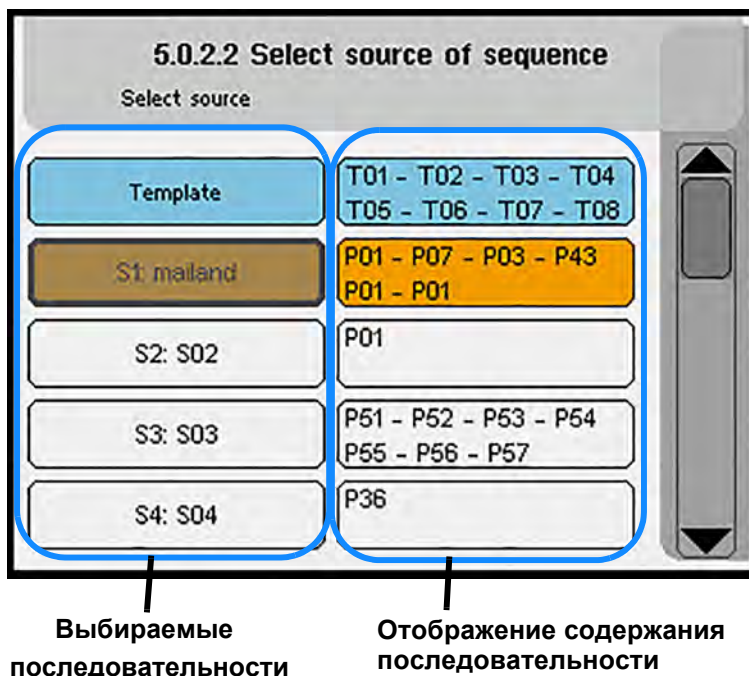 5.0.2.2 Select source of sequence
Select source
Template
T01 - T02 - T03 - T04
T05 - T06 - T07 - T08
S1: mailand
P01 - P07 - P03 - P43
P01 - P01
S2: S02
P01
S3: S03
P51 - P52 - P53 - P54
P55 - P56 - P57
S4: S04
P36
Выбираемые
последовательности
Отображение содержания
последовательности